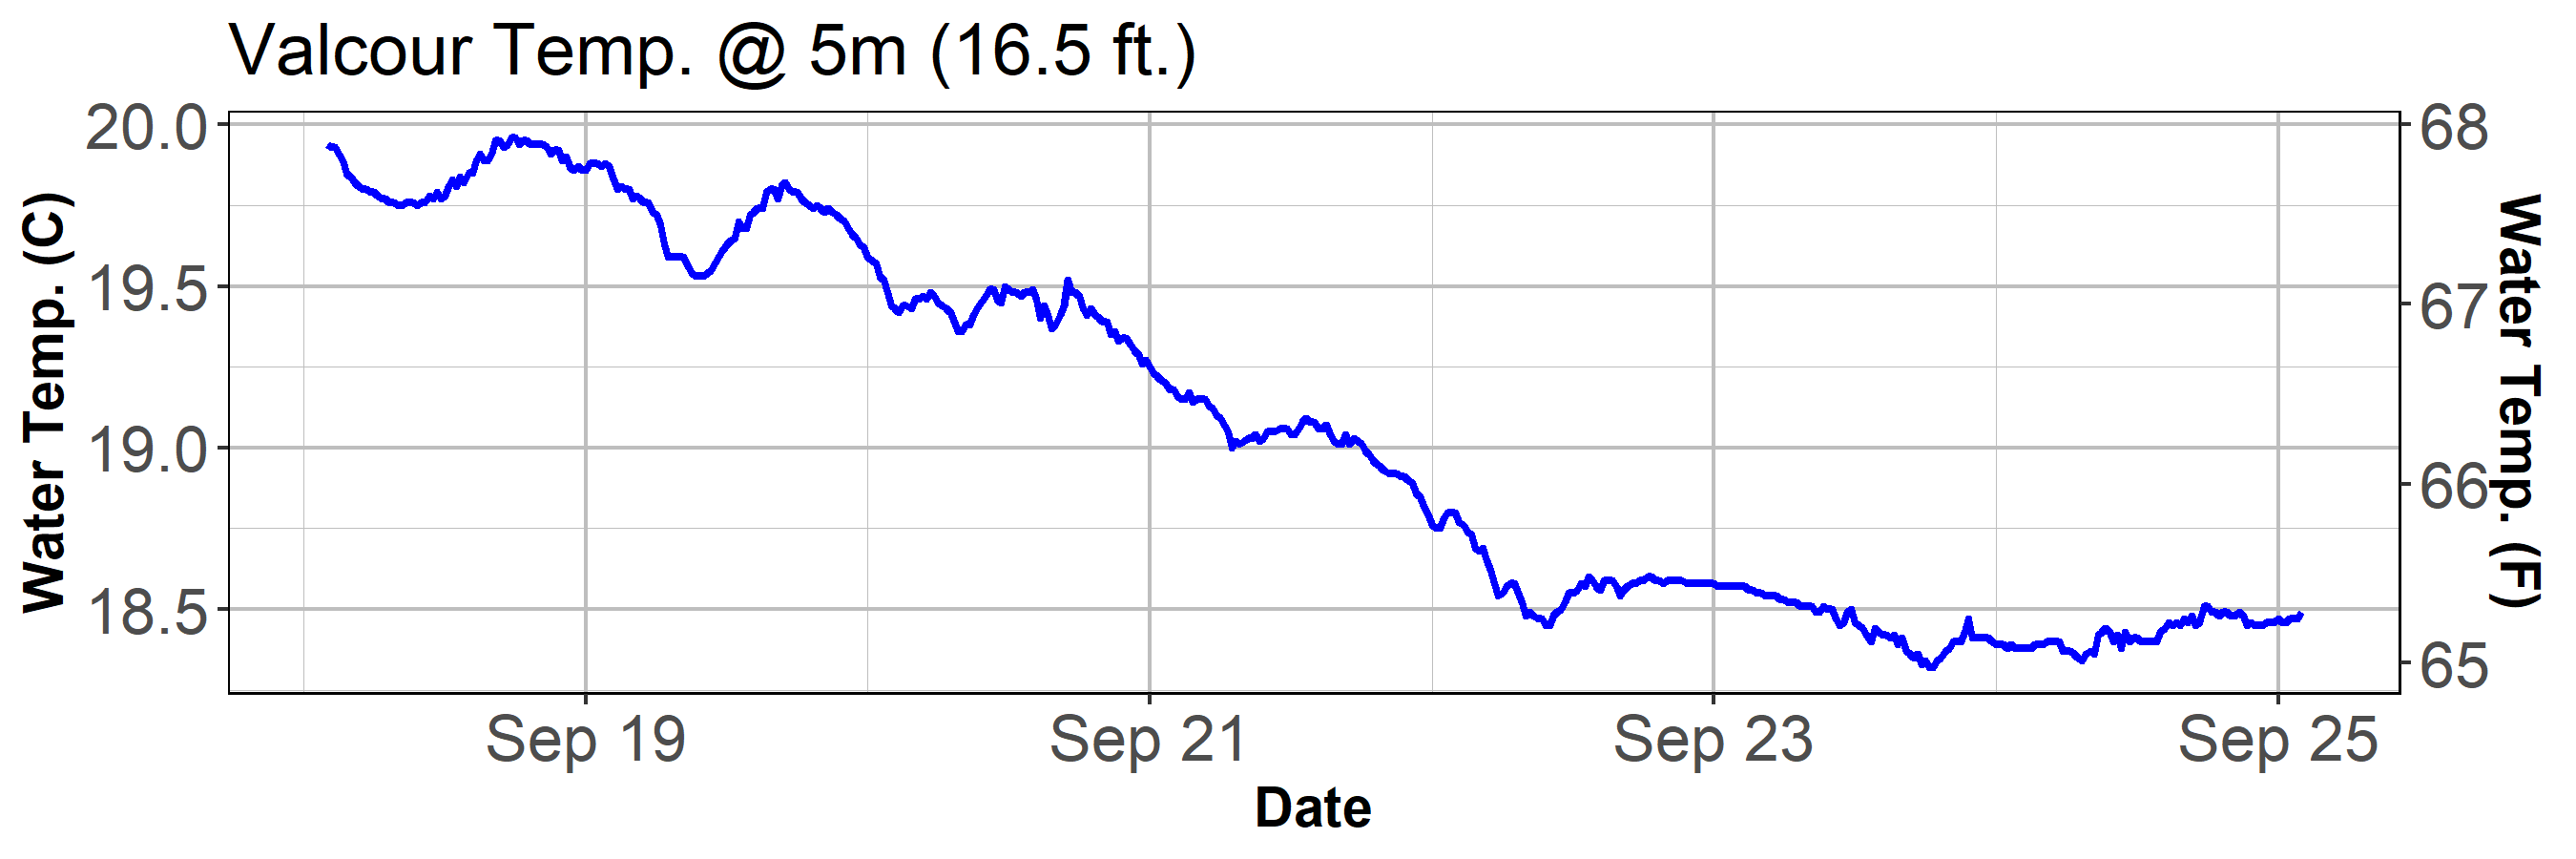 Valcour Temp. @ 5m (16.5 ft.)
Water Temp. (C)
20.0
19.5
19.0
18.5
68
67
66
65
Water Temp. (F)
Sep 19
Sep 21
Sep 23
Sep 25
Date